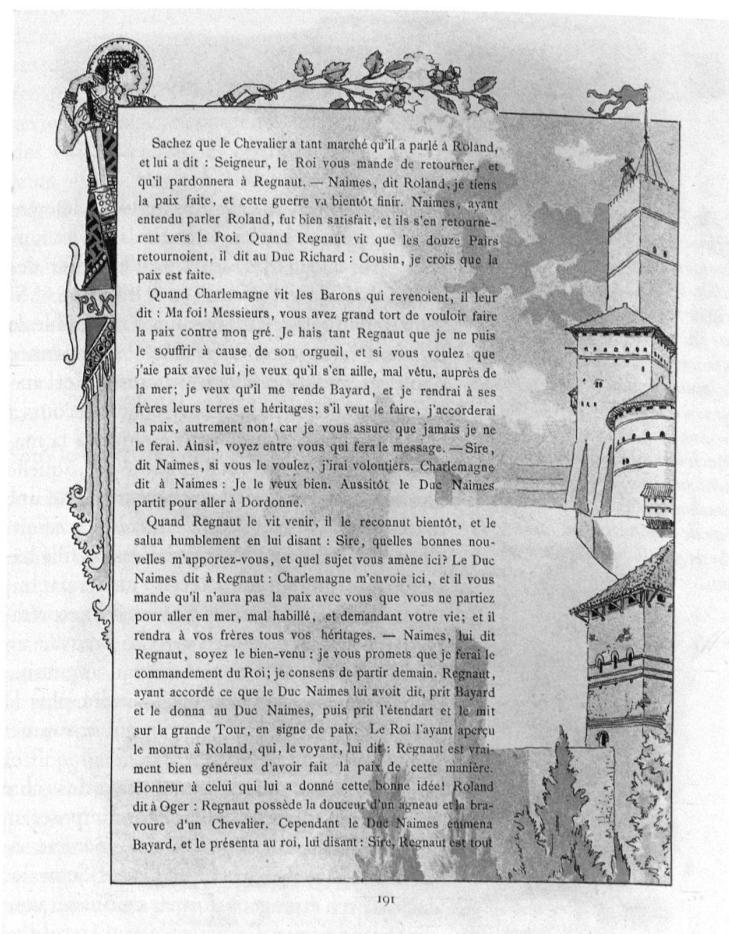 Sachez que le Chevalier a tant marché qu'il a parlé à Roland,
et lui a dit : Seigneur, le Roi vous mande de retourner, et
qu'il pardonnera à Regnaut. — Naimes, dit Roland, je tiens
la paix faite, et cette guerre va bientôt finir. Naimes, ayant
entendu parler Roland, fut bien satisfait, et ils s'en retournè-
rent vers le Roi. Quand Regnaut vit que les douze Pairs
retournoient, il dit au Duc Richard : Cousin, je crois que la
paix est faite.
Quand Charlemagne vit les Barons qui revenoient, il leur
dit : Ma foi! Messieurs, vous avez grand tort de vouloir faire
la paix contre mon gré. Je hais tant Regnaut que je ne puis
le souffrir à cause de son orgueil, et si vous voulez que
j'aie paix avec lui, je veux qu'il s'en aille, mal vêtu, auprès de
la mer; je veux qu'il me rende Bayard, et je rendrai à ses
frères leurs terres et héritages; s'il veut le faire, j'accorderai
la paix, autrement non! car je vous assure que jamais je ne
le ferai. Ainsi, voyez entre vous qui fera le message. — Sire,
dit Naimes, si vous le voulez, j'irai volontiers. Charlemagne
dit à Naimes : Je le veux bien. Aussitôt le Duc Naimes
partit pour aller à Dordonne.
Quand Regnaut le vit venir, il le reconnut bientôt, et le
salua humblement en lui disant : Sire, quelles bonnes nou-
velles m'apportez-vous, et quel sujet vous amène ici? Le Duc
Naimes dit à Regnaut : Charlemagne m'envoie ici, et il vous
mande qu'il n'aura pas la paix avec vous que vous ne partiez
pour aller en mer, mal habillé, et demandant votre vie; et il
rendra à vos frères tous vos héritages. — Naimes, lui dit
Regnaut, soyez le bien-venu : je vous promets que je ferai le
commandement du Roi; je consens de partir demain. Regnaut,
ayant accordé ce que le Duc Naimes lui avoit dit, prit Bayard
et le donna au Duc Naimes, puis prit l'étendart et le mit
sur la grande Tour, en signe de paix. Le Roi l'ayant aperçu
le montra à Roland, qui, le voyant, lui dit : Regnaut est vrai-
ment bien généreux d'avoir fait la paix de cette manière.
Honneur à celui qui lui a donné cette bonne idée! Roland
dit à Oger : Regnaut possède la douceur d'un agneau et la bra-
voure d'un Chevalier. Cependant le Duc Naimes emmena
Bayard, et le présenta au roi, lui disant : Sire, Regnaut est tout
PAX
191